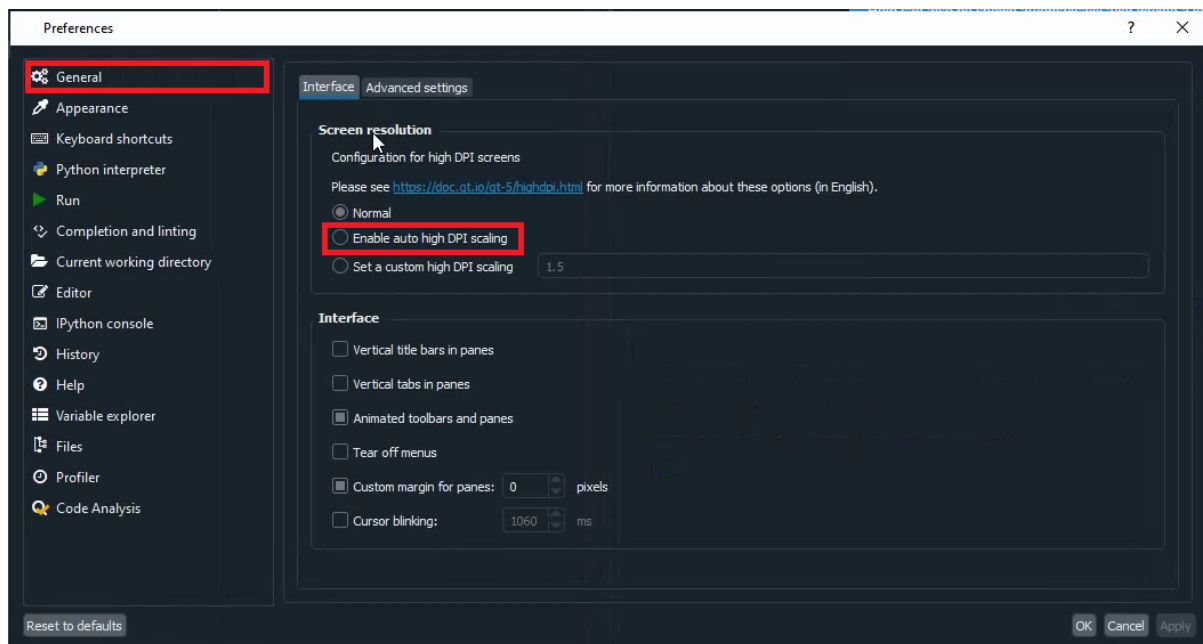 Preferences
?
General
Appearance
Keyboard shortcuts
Python interpreter
Run
Completion and linting
Current working directory
Editor
IPython console
History
Help
Variable explorer
Files
Profiler
Code Analysis
Interface Advanced settings
Screen resolution
Configuration for high DPI screens
Please see https://doc.qt.io/qt-5/highdpi.html for more information about these options (in English).
Normal
Enable auto high DPI scaling
Set a custom high DPI scaling 1.5
Interface
Vertical title bars in panes
Vertical tabs in panes
Animated toolbars and panes
Tear off menus
Custom margin for panes: 0 pixels
Cursor blinking: 1060 ms
Reset to defaults
OK Cancel Apply